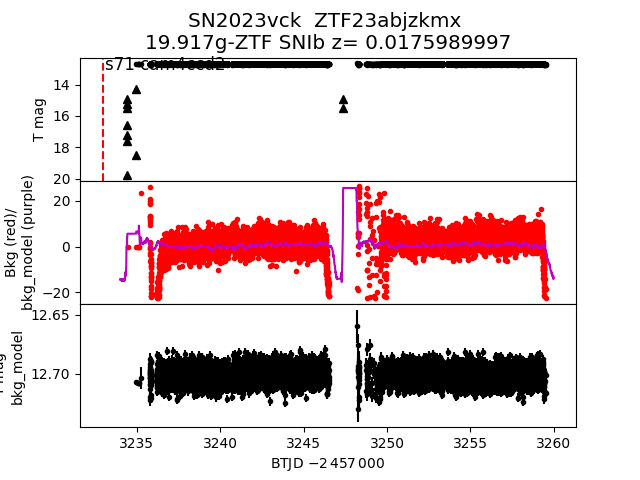 SN2023vck ZTF23abjzkmx
19.917g-ZTF SNIb z= 0.0175989997
s71 cam4ccd2
14
16
18
20
T mag
20
0
−20
Bkg (red)/
bkg_model (purple)
12.65
12.70
T mag
bkg_model
3235
3240
3245
3250
3255
3260
BTJD −2 457 000